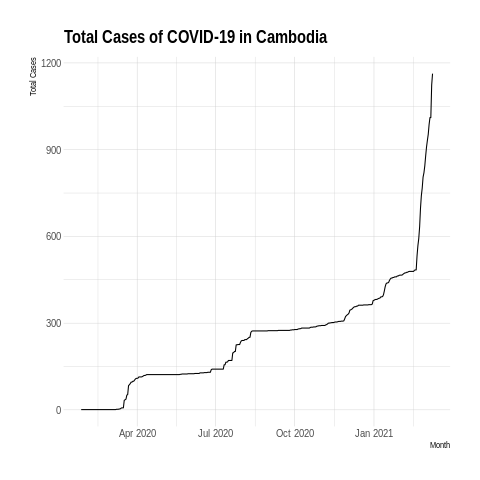 Total Cases of COVID-19 in Cambodia
Total Cases
1200
900
600
300
0
Apr 2020 Jul 2020 Oct 2020 Jan 2021
Month